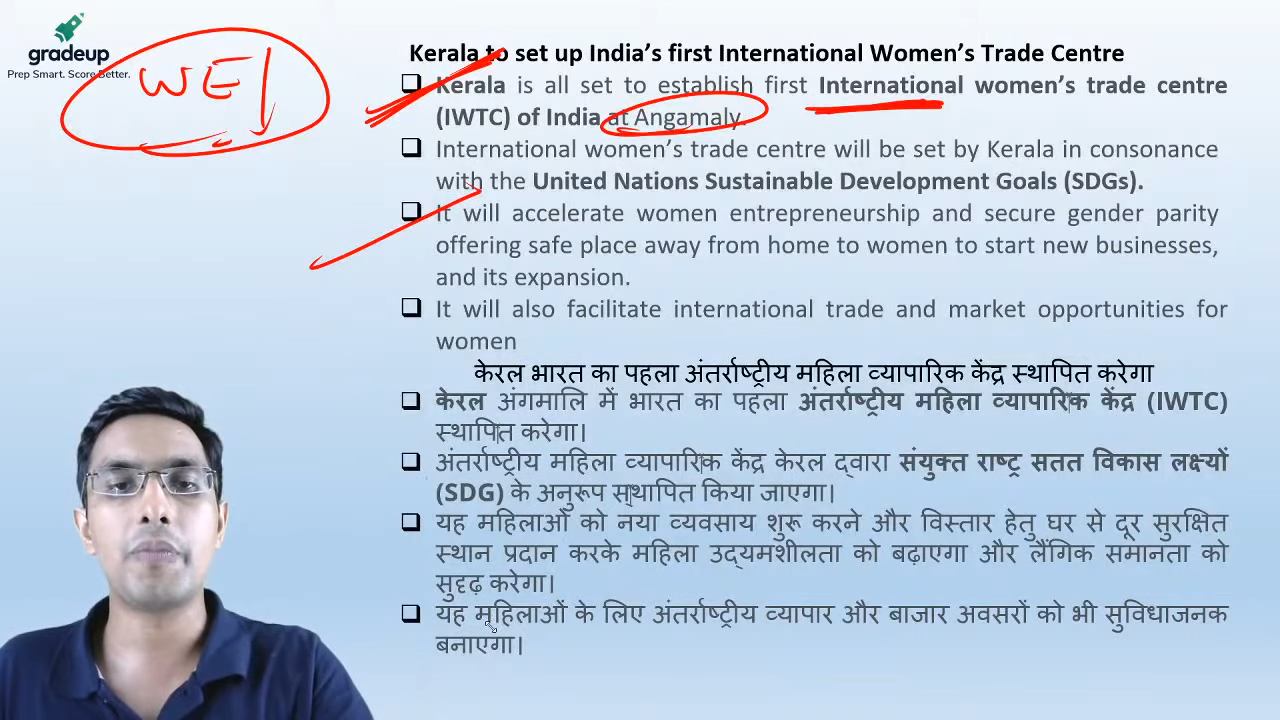 gradeup
Prep Smart. Score Better.
WE
Kerala to set up India's first International Women's Trade Centre
Kerala is all set to establish first International women's trade centre
(IWTC) of India at Angamaly.
International women's trade centre will be set by Kerala in consonance
with the United Nations Sustainable Development Goals (SDGs).
It will accelerate women entrepreneurship and secure gender parity
offering safe place away from home to women to start new businesses,
and its expansion.
It will also facilitate international trade and market opportunities for
women
केरल भारत का पहला अंतर्राष्ट्रीय महिला व्यापारिक केंद्र स्थापित करेगा
केरल अंगमालि में भारत का पहला अंतर्राष्ट्रीय महिला व्यापारिक केंद्र (IWTC)
स्थापित करेगा।
अंतर्राष्ट्रीय महिला व्यापारिक केंद्र केरल द्वारा संयुक्त राष्ट्र सतत विकास लक्ष्यों
(SDG) के अनुरूप स्थापित किया जाएगा।
यह महिलाओं को नया व्यवसाय शुरू करने और विस्तार हेतु घर से दूर सुरक्षित
स्थान प्रदान करके महिला उद्यमशीलता को बढ़ाएगा और लैंगिक समानता को
सुदृढ़ करेगा।
यह महिलाओं के लिए अंतर्राष्ट्रीय व्यापार और बाजार अवसरों को भी सुविधाजनक
बनाएगा।